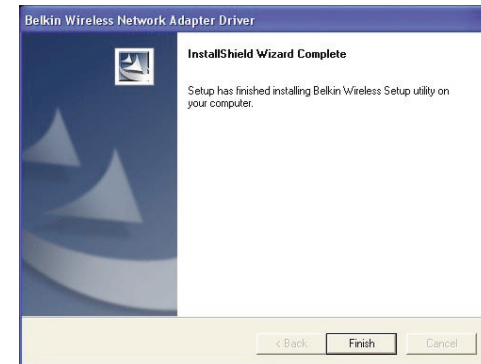 Belkin Wireless Network Adapter Driver
InstallShield Wizard Complete
Setup has finished installing Belkin Wireless Setup utility on
your computer.
< Back
Finish
Cancel